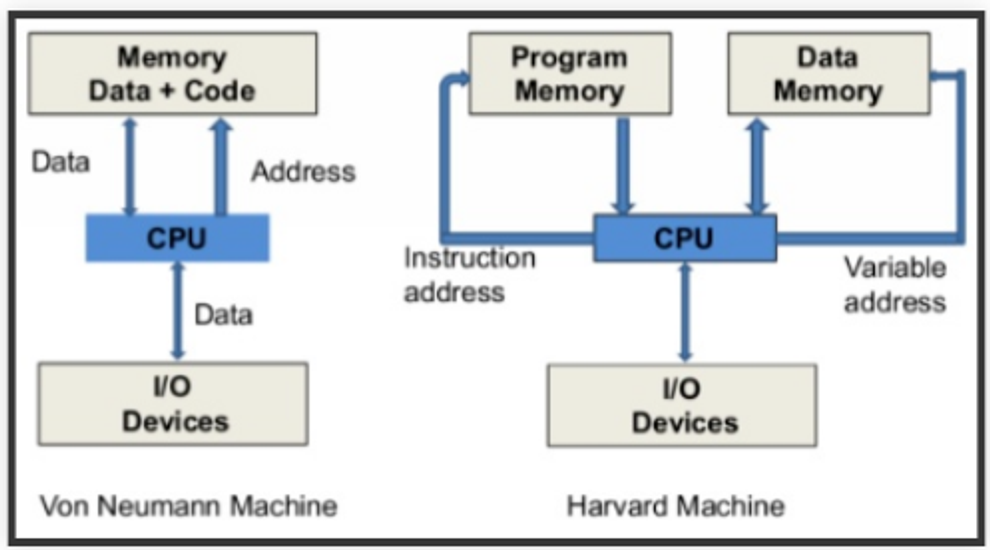 Memory
Data + Code
Data
Address
CPU
Data
I/O
Devices
Von Neumann Machine
Program
Memory
Data
Memory
CPU
Instruction
address
Variable
address
I/O
Devices
Harvard Machine